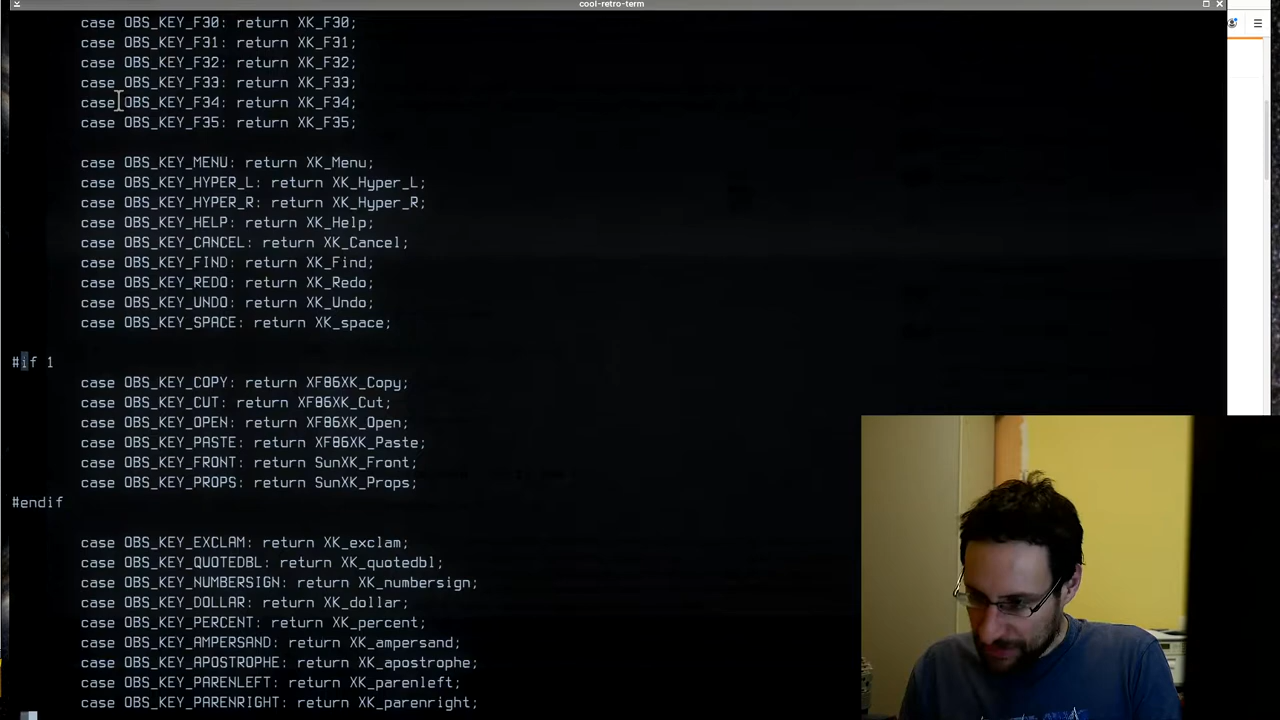 cool-retro-term
case OBS_KEY_F30: return XK_F30;
case OBS_KEY_F31: return XK_F31;
case OBS_KEY_F32: return XK_F32;
case OBS_KEY_F33: return XK_F33;
case OBS_KEY_F34: return XK_F34;
case OBS_KEY_F35: return XK_F35;
case OBS_KEY_MENU: return XK_Menu;
case OBS_KEY_HYPER_L: return XK_Hyper_L;
case OBS_KEY_HYPER_R: return XK_Hyper_R;
case OBS_KEY_HELP: return XK_Help;
case OBS_KEY_CANCEL: return XK_Cancel;
case OBS_KEY_FIND: return XK_Find;
case OBS_KEY_REDO: return XK_Redo;
case OBS_KEY_UNDO: return XK_Undo;
case OBS_KEY_SPACE: return XK_space;
#if 1
case OBS_KEY_COPY: return XF86XK_Copy;
case OBS_KEY_CUT: return XF86XK_Cut;
case OBS_KEY_OPEN: return XF86XK_Open;
case OBS_KEY_PASTE: return XF86XK_Paste;
case OBS_KEY_FRONT: return SunXK_Front;
case OBS_KEY_PROPS: return SunXK_Props;
#endif
case OBS_KEY_EXCLAM: return XK_exclam;
case OBS_KEY_QUOTEDBL: return XK_quotedbl;
case OBS_KEY_NUMBERSIGN: return XK_numbersign;
case OBS_KEY_DOLLAR: return XK_dollar;
case OBS_KEY_PERCENT: return XK_percent;
case OBS_KEY_AMPERSAND: return XK_ampersand;
case OBS_KEY_APOSTROPHE: return XK_apostrophe;
case OBS_KEY_PARENLEFT: return XK_parenleft;
case OBS_KEY_PARENRIGHT: return XK_parenright;